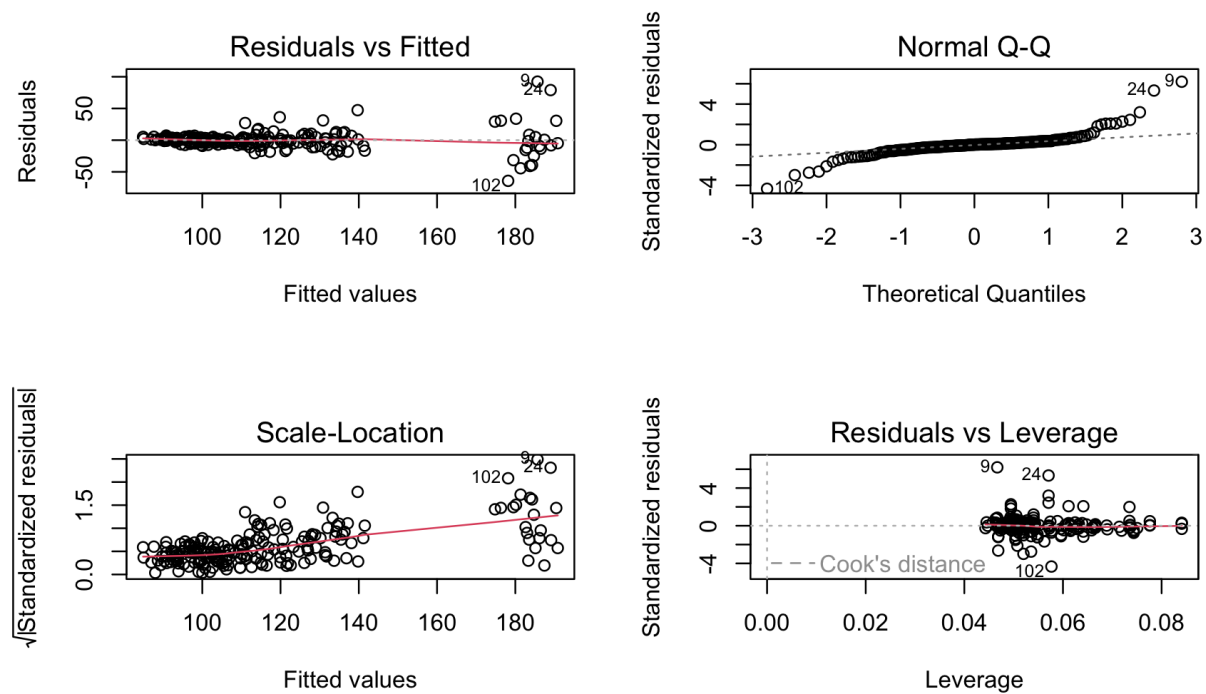 Residuals vs Fitted
Residuals
50
-50
9
24
102
100 120 140 160 180
Fitted values
Normal Q-Q
Standardized residuals
4
0
-4
24
9
102
-3 -2 -1 0 1 2 3
Theoretical Quantiles
Scale-Location
√|Standardized residuals|
1.5
0.0
9
24
102
100 120 140 160 180
Fitted values
Residuals vs Leverage
Standardized residuals
4
0
-4
9
24
102
Cook's distance
0.00 0.02 0.04 0.06 0.08
Leverage